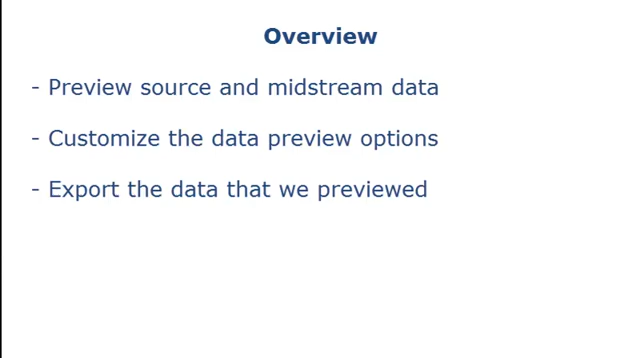 Overview
- Preview source and midstream data
- Customize the data preview options
- Export the data that we previewed